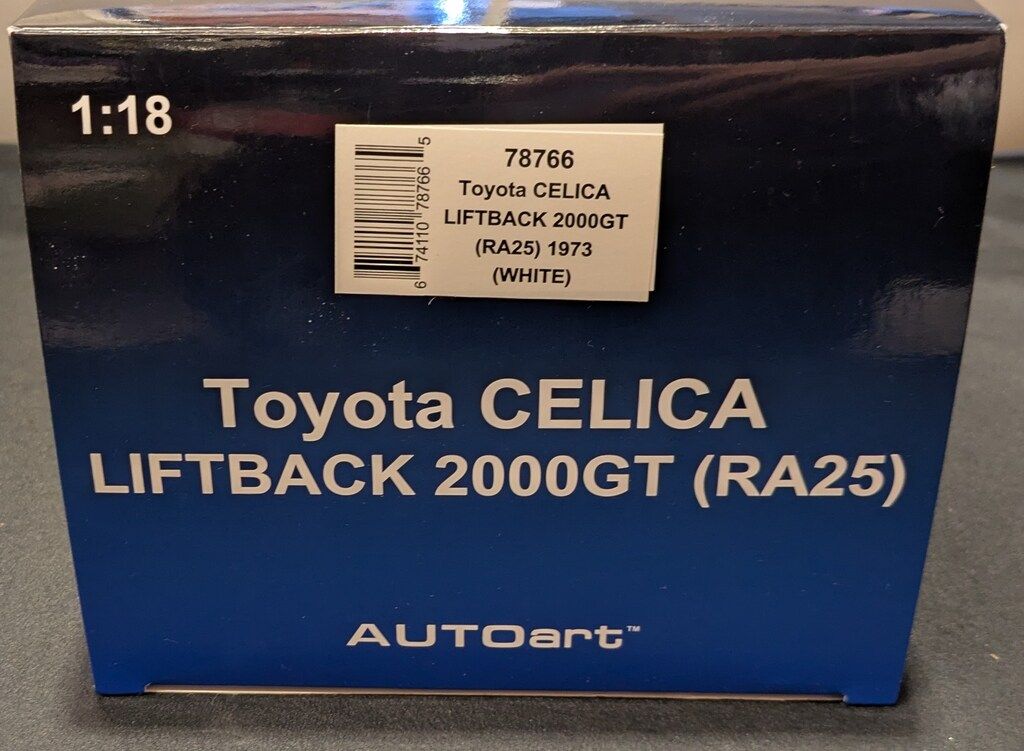 1:18
6 74110 78766 5
78766
Toyota CELICA
LIFTBACK 2000GT
(RA25) 1973
(WHITE)
Toyota CELICA
LIFTBACK 2000GT (RA25)
AUTOart™